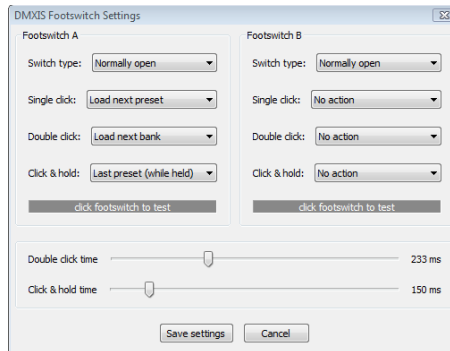 DMXIS Footswitch Settings
Footswitch A
Switch type: Normally open
Single click: Load next preset
Double click: Load next bank
Click & hold: Last preset (while held)
click footswitch to test
Footswitch B
Switch type: Normally open
Single click: No action
Double click: No action
Click & hold: No action
click footswitch to test
Double click time 233 ms
Click & hold time 150 ms
Save settings Cancel